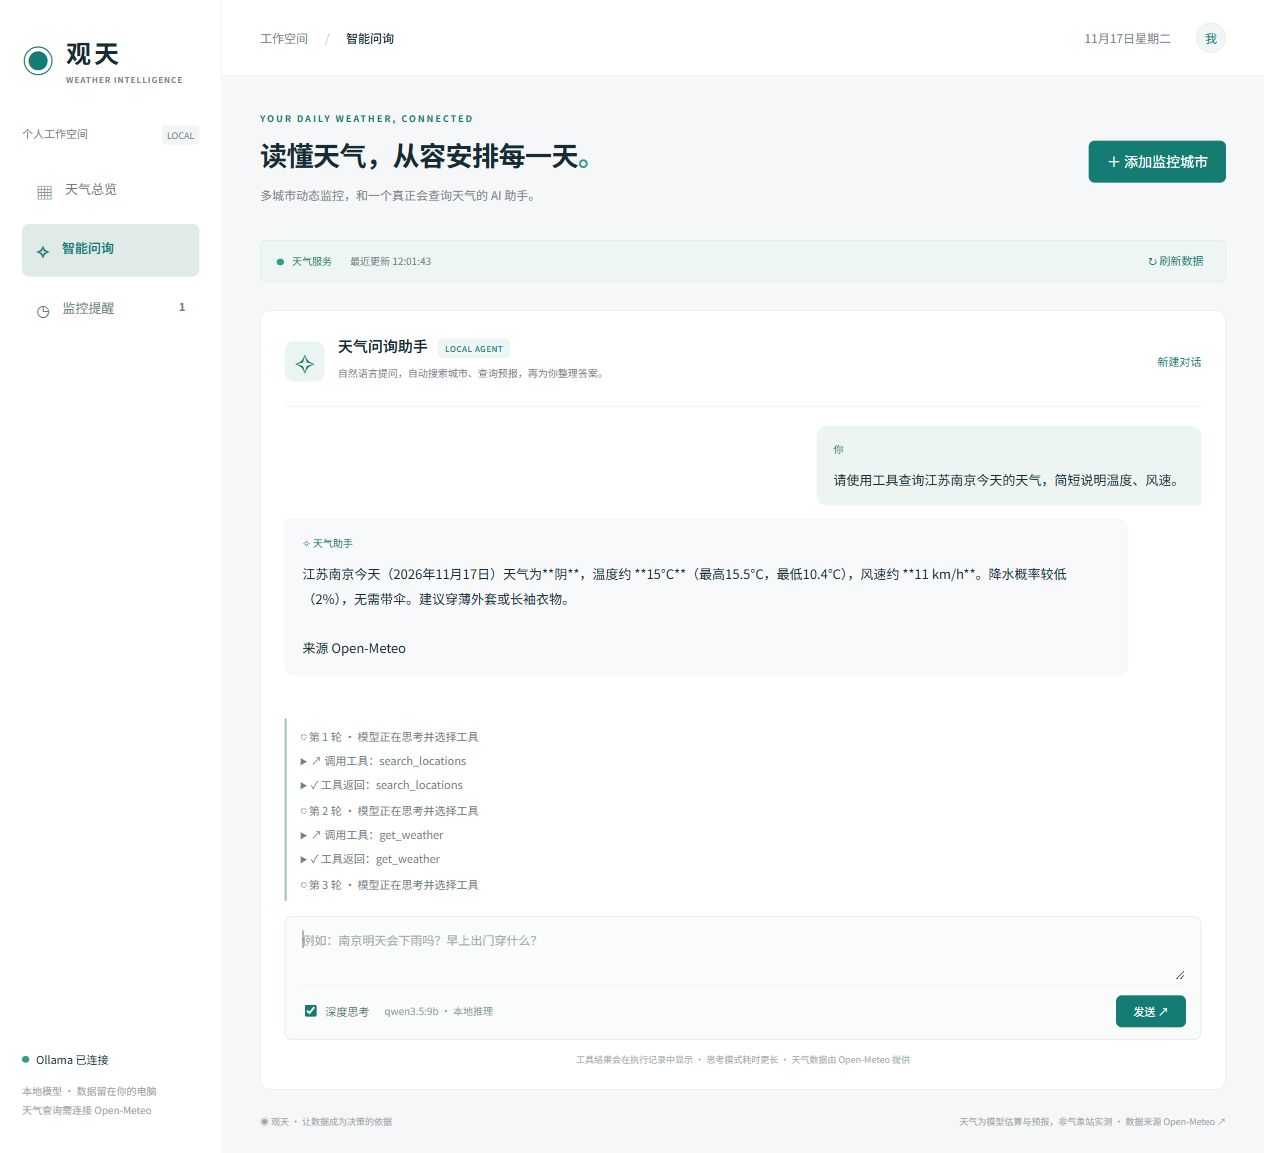 观天
WEATHER INTELLIGENCE
个人工作空间 LOCAL
天气总览
智能问询
监控提醒 1
Ollama 已连接
本地模型 · 数据留在你的电脑
天气查询需连接 Open-Meteo
工作空间 / 智能问询
11月17日星期二 我
YOUR DAILY WEATHER, CONNECTED
读懂天气，从容安排每一天。
多城市动态监控，和一个真正会查询天气的 AI 助手。
＋ 添加监控城市
天气服务 最近更新 12:01:43
↻ 刷新数据
天气问询助手 LOCAL AGENT
自然语言提问，自动搜索城市、查询预报，再为你整理答案。
新建对话
你
请使用工具查询江苏南京今天的天气，简短说明温度、风速。
✧ 天气助手
江苏南京今天（2026年11月17日）天气为**阴**，温度约 **15°C**（最高15.5°C，最低10.4°C），风速约 **11 km/h**。降水概率较低
（2%），无需带伞。建议穿薄外套或长袖衣物。
来源 Open-Meteo
○ 第 1 轮 · 模型正在思考并选择工具
▶ ↗ 调用工具：search_locations
▶ ✓ 工具返回：search_locations
○ 第 2 轮 · 模型正在思考并选择工具
▶ ↗ 调用工具：get_weather
▶ ✓ 工具返回：get_weather
○ 第 3 轮 · 模型正在思考并选择工具
例如：南京明天会下雨吗？早上出门穿什么？
深度思考 qwen3.5:9b · 本地推理
发送 ↗
工具结果会在执行记录中显示 · 思考模式耗时更长 · 天气数据由 Open-Meteo 提供
◉ 观天 · 让数据成为决策的依据
天气为模型估算与预报，非气象站实测 · 数据来源 Open-Meteo ↗